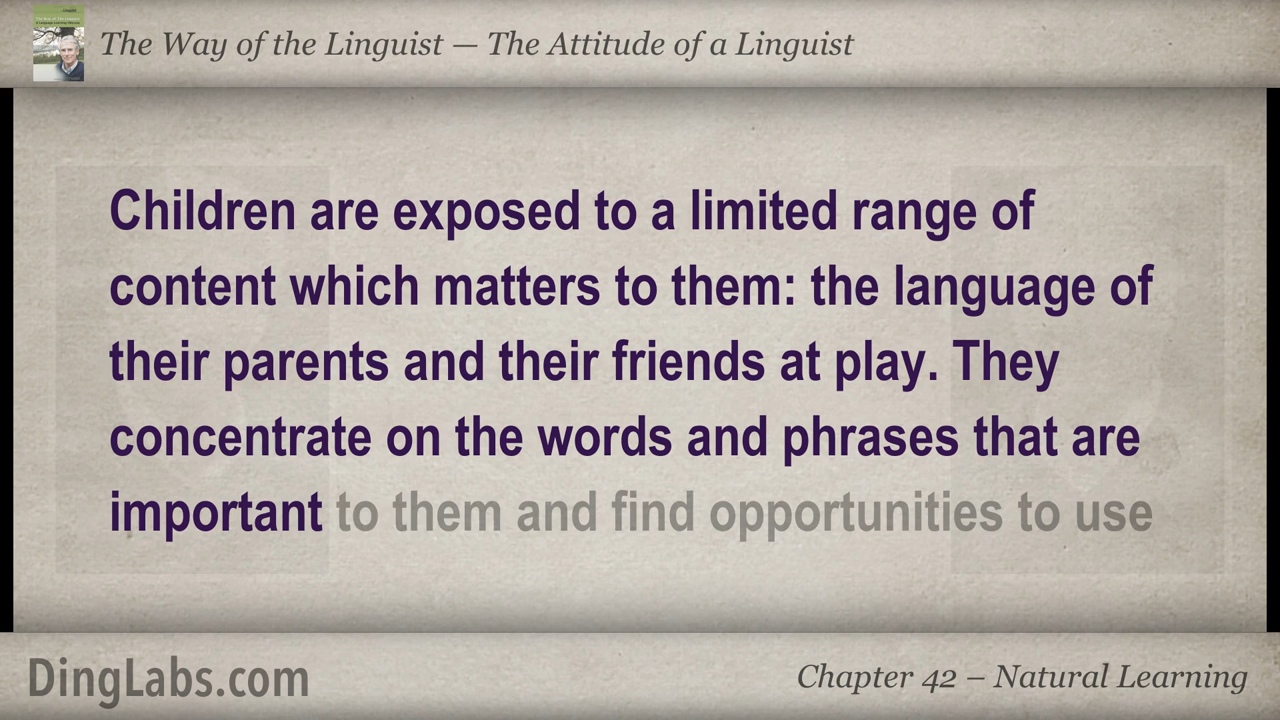 The Way of the Linguist — The Attitude of a Linguist
Children are exposed to a limited range of
content which matters to them: the language of
their parents and their friends at play. They
concentrate on the words and phrases that are
important to them and find opportunities to use
DingLabs.com
Chapter 42 – Natural Learning